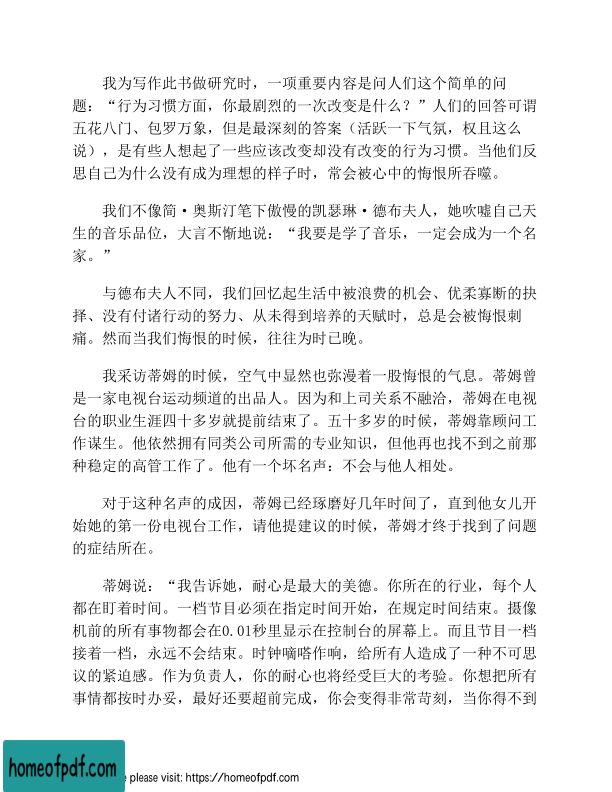 我为写作此书做研究时，一项重要内容是问人们这个简单的问
题：“行为习惯方面，你最剧烈的一次改变是什么？”人们的回答可谓
五花八门、包罗万象，但是最深刻的答案（活跃一下气氛，权且这么
说），是有些人想起了一些应该改变却没有改变的行为习惯。当他们反
思自己为什么没有成为理想的样子时，常会被心中的悔恨所吞噬。
我们不像简·奥斯汀笔下傲慢的凯瑟琳·德布夫人，她吹嘘自己天
生的音乐品位，大言不惭地说：“我要是学了音乐，一定会成为一个名
家。”
与德布夫人不同，我们回忆起生活中被浪费的机会、优柔寡断的抉
择、没有付诸行动的努力、从未得到培养的天赋时，总是会被悔恨刺
痛。然而当我们悔恨的时候，往往为时已晚。
我采访蒂姆的时候，空气中显然也弥漫着一股悔恨的气息。蒂姆曾
是一家电视台运动频道的出品人。因为和上司关系不融洽，蒂姆在电视
台的职业生涯四十多岁就提前结束了。五十多岁的时候，蒂姆靠顾问工
作谋生。他依然拥有同类公司所需的专业知识，但他再也找不到之前那
种稳定的高管工作了。他有一个坏名声：不会与他人相处。
对于这种名声的成因，蒂姆已经琢磨好几年时间了，直到他女儿开
始她的第一份电视台工作，请他提建议的时候，蒂姆才终于找到了问题
的症结所在。
蒂姆说：“我告诉她，耐心是最大的美德。你所在的行业，每个人
都在盯着时间。一档节目必须在指定时间开始，在规定时间结束。摄像
机前的所有事物都会在0.01秒里显示在控制台的屏幕上。而且节目一档
接着一档，永远不会结束。时钟嘀嗒作响，给所有人造成了一种不可思
议的紧迫感。作为负责人，你的耐心也将经受巨大的考验。你想把所有
事情都按时办妥，最好还要超前完成，你会变得非常苛刻，当你得不到
homeofpdf.com
e please visit: https://homeofpdf.com